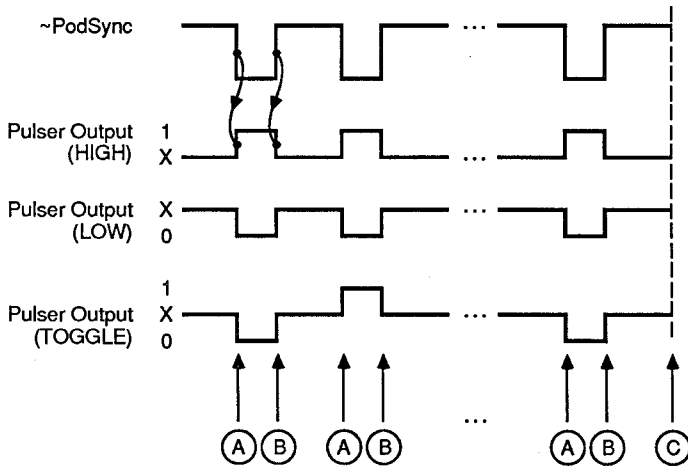 ~PodSync
...
Pulser Output
(HIGH)
1
X
...
Pulser Output
(LOW)
X
0
...
Pulser Output
(TOGGLE)
1
X
0
...
...
A B A B A B C